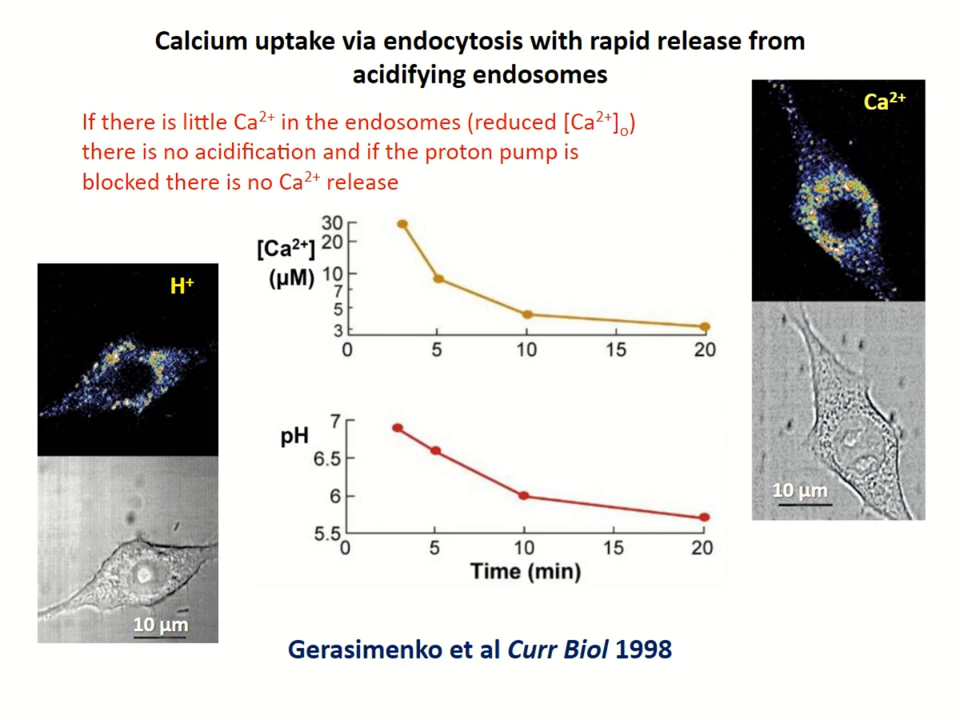 Calcium uptake via endocytosis with rapid release from
acidifying endosomes
If there is little Ca²⁺ in the endosomes (reduced [Ca²⁺]ₒ)
there is no acidification and if the proton pump is
blocked there is no Ca²⁺ release
Ca²⁺
H⁺
[Ca²⁺]
(μM)
30
20
10
7
5
3
0 5 10 15 20
pH
7
6.5
6
5.5
0 5 10 15 20
Time (min)
10 μm
10 μm
Gerasimenko et al Curr Biol 1998